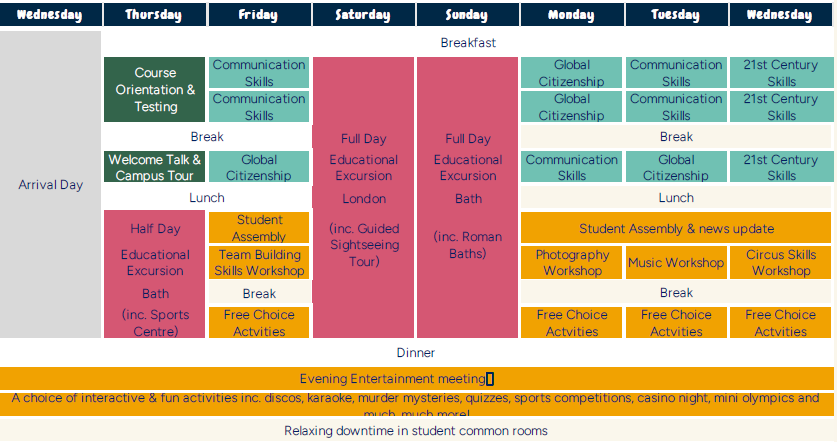 Wednesday Thursday Friday Saturday Sunday Monday Tuesday Wednesday
Breakfast
Course
Orientation &
Testing
Communication
Skills
Communication
Skills
Global
Citizenship
Global
Citizenship
Communication
Skills
Communication
Skills
21st Century
Skills
21st Century
Skills
Break
Break
Arrival Day
Welcome Talk &
Campus Tour
Global
Citizenship
Communication
Skills
Global
Citizenship
21st Century
Skills
Lunch
Lunch
Full Day
Educational
Excursion
London
(inc. Guided
Sightseeing
Tour)
Full Day
Educational
Excursion
Bath
(inc. Roman
Baths)
Half Day
Educational
Excursion
Bath
(inc. Sports
Centre)
Student
Assembly
Team Building
Skills Workshop
Break
Free Choice
Actvities
Student Assembly & news update
Photography
Workshop
Music Workshop
Circus Skills
Workshop
Break
Free Choice
Actvities
Free Choice
Actvities
Free Choice
Actvities
Dinner
Evening Entertainment meeting
A choice of interactive & fun activities inc. discos, karaoke, murder mysteries, quizzes, sports competitions, casino night, mini olympics and
much, much more!
Relaxing downtime in student common rooms